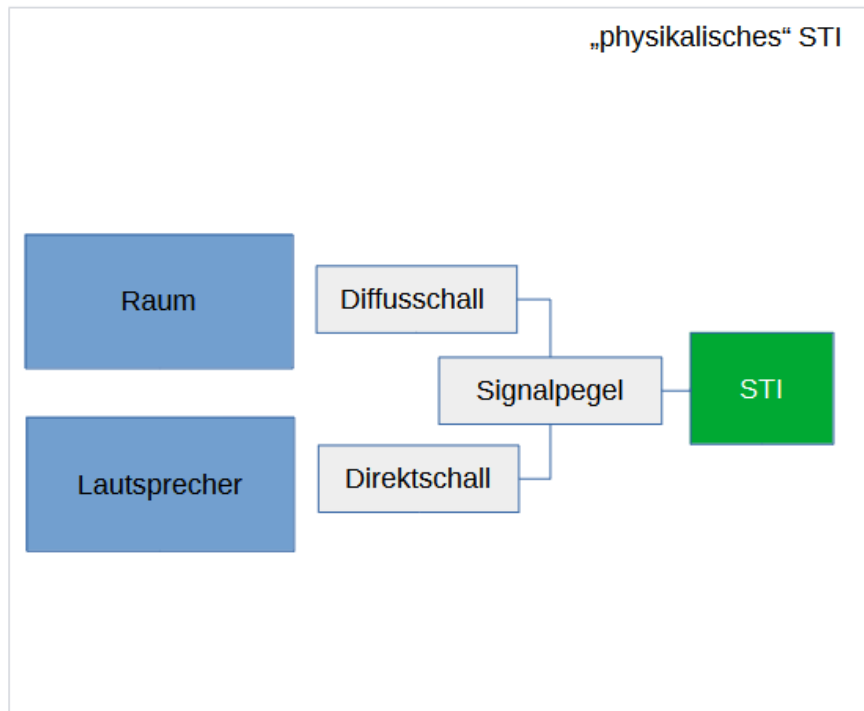 „physikalisches“ STI
Raum
Diffusschall
Signalpegel
STI
Lautsprecher
Direktschall